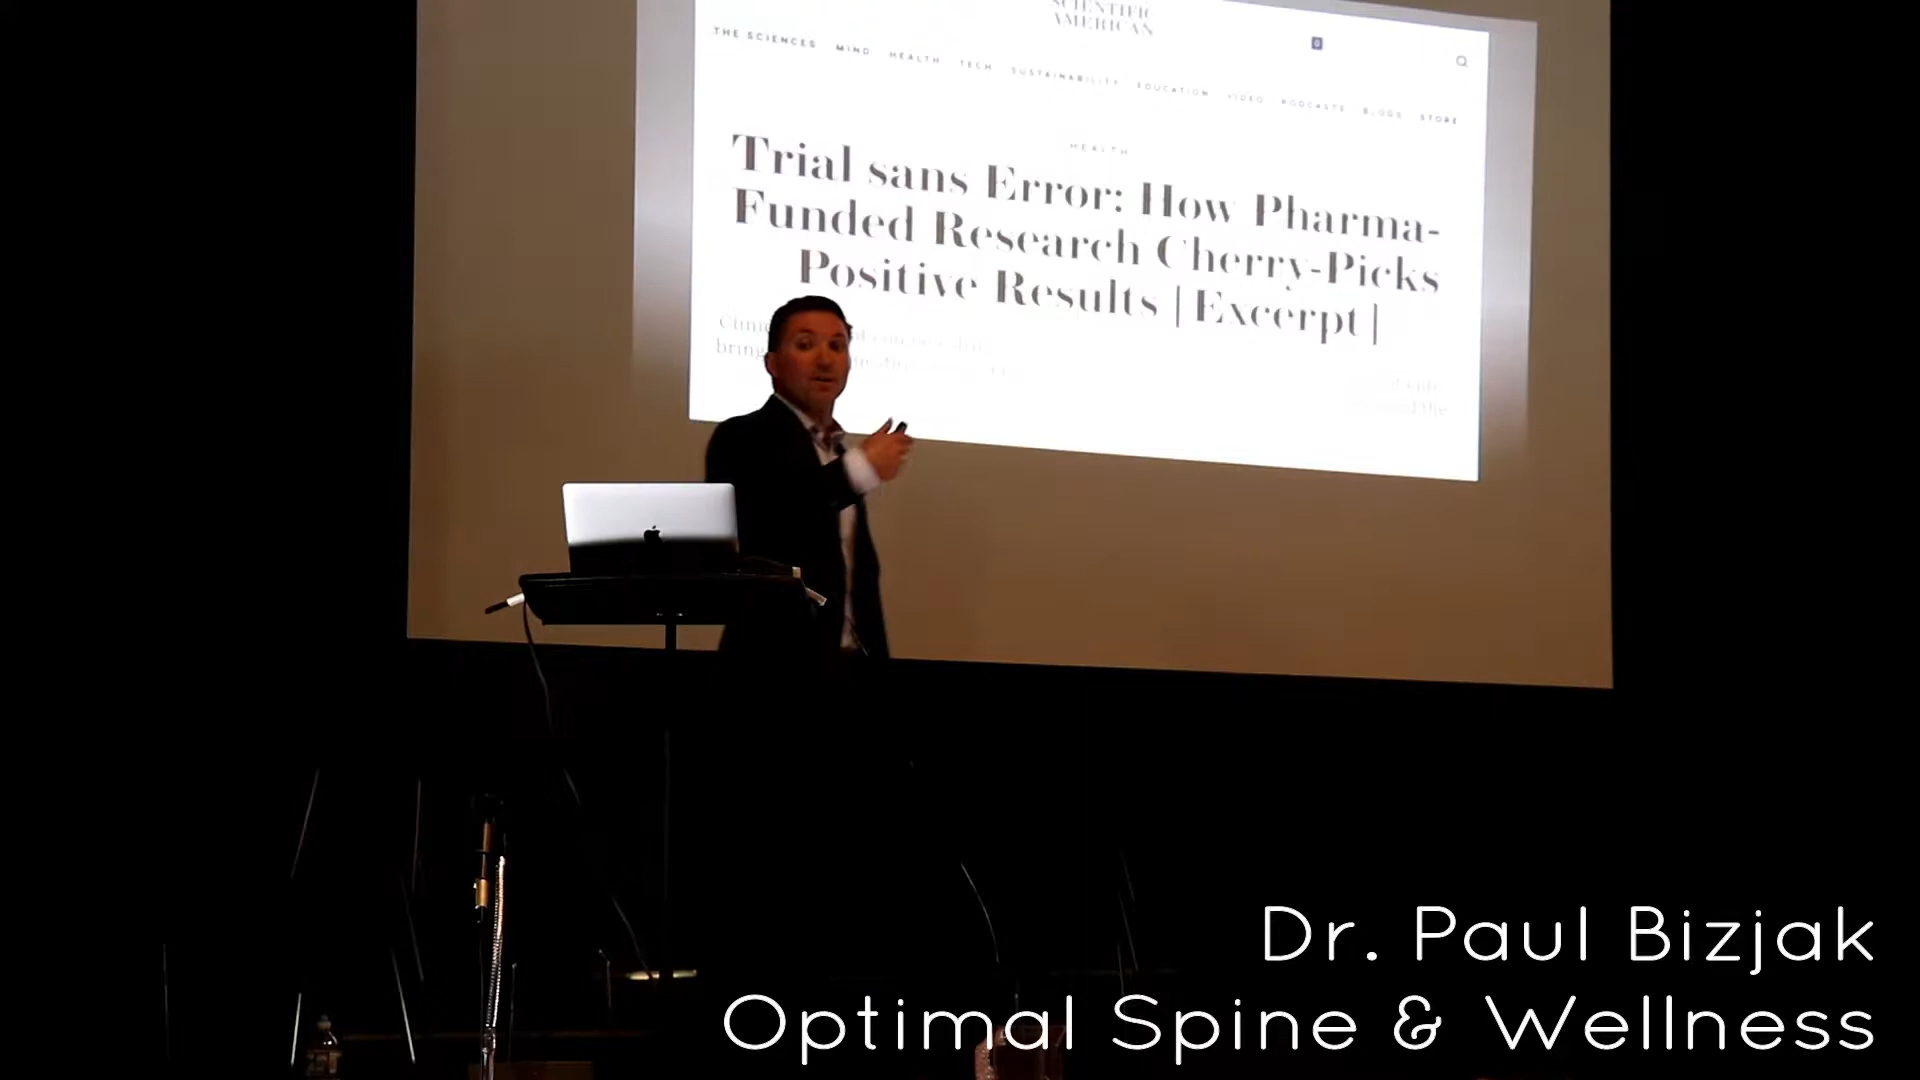 SCIENTIFIC
AMERICAN
THE SCIENCES MIND HEALTH TECH SUSTAINABILITY EDUCATION VIDEO PODCASTS BLOGS STORE
HEALTH
Trial sans Error: How Pharma-
Funded Research Cherry-Picks
Positive Results [Excerpt]
the
Dr. Paul Bizjak
Optimal Spine & Wellness